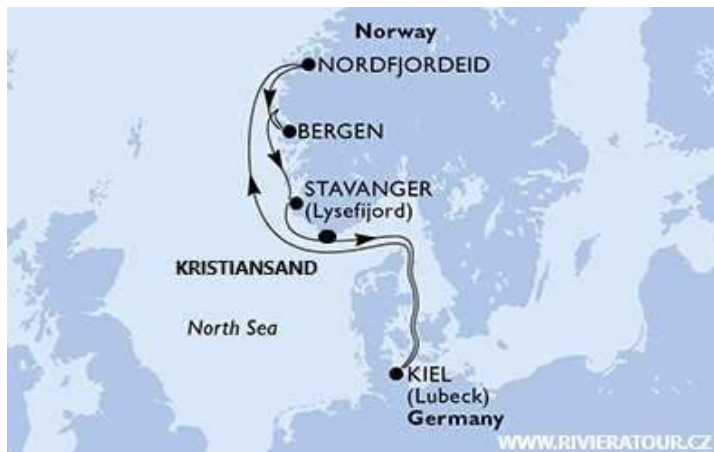 Norway
NORDFJORDEID
BERGEN
STAVANGER
(Lysefijord)
KRISTIANSAND
North Sea
KIEL
(Lubeck)
Germany
WWW.RIVIERATOUR.CZ